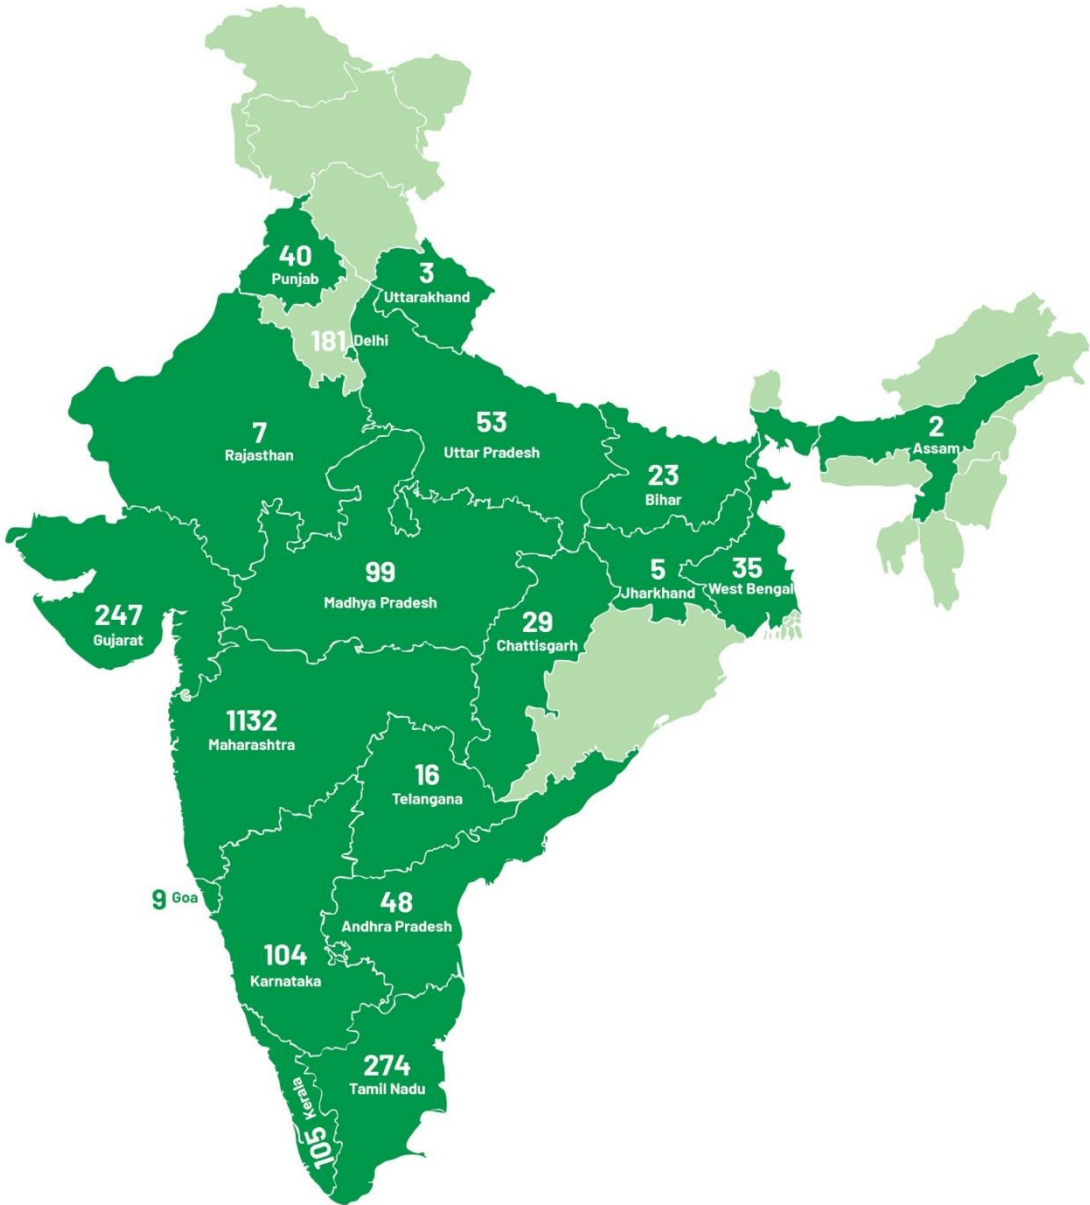 40
Punjab
3
Uttarakhand
181 Delhi
7
Rajasthan
53
Uttar Pradesh
2
Assam
23
Bihar
99
Madhya Pradesh
5
Jharkhand
35
West Bengal
247
Gujarat
29
Chattisgarh
1132
Maharashtra
16
Telangana
9 Goa
48
Andhra Pradesh
104
Karnataka
274
Tamil Nadu
105 Kerala